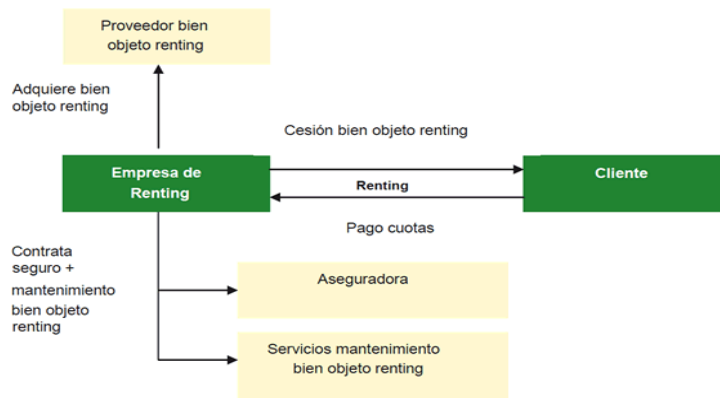 Proveedor bien
objeto renting
Adquiere bien
objeto renting
Cesión bien objeto renting
Empresa de
Renting
Renting
Cliente
Pago cuotas
Contrata
seguro +
mantenimiento
bien objeto
renting
Aseguradora
Servicios mantenimiento
bien objeto renting